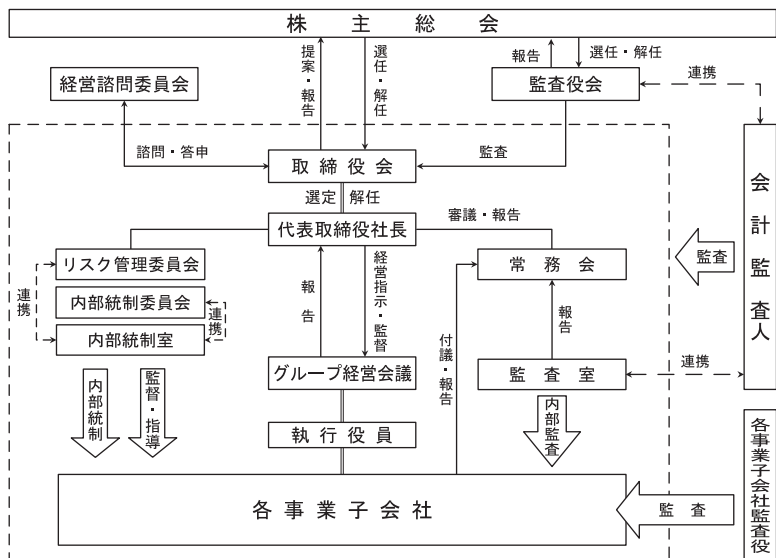 株主総会
提案・報告
選任・解任
報告
選任・解任
経営諮問委員会
監査役会
連携
諮問・答申
監査
取締役会
選定
解任
代表取締役社長
審議・報告
会計監査人
リスク管理委員会
常務会
監査
連携
内部統制委員会
連携
内部統制室
報告
経営指示・監督
報告
付議・報告
グループ経営会議
監査室
連携
内部統制
監督・指導
内部監査
執行役員
各事業子会社監査役
各事業子会社
監査